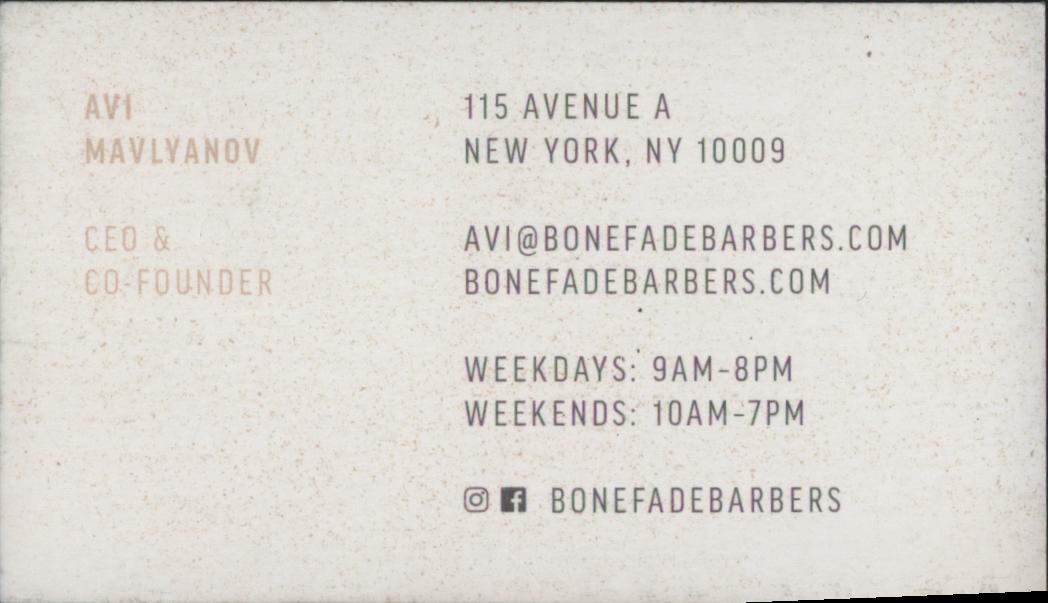 AVI
MAVLYANOV
CEO &
CO-FOUNDER
115 AVENUE A
NEW YORK, NY 10009
AVI@BONEFADEBARBERS.COM
BONEFADEBARBERS.COM
WEEKDAYS: 9AM-8PM
WEEKENDS: 10AM-7PM
BONEFADEBARBERS